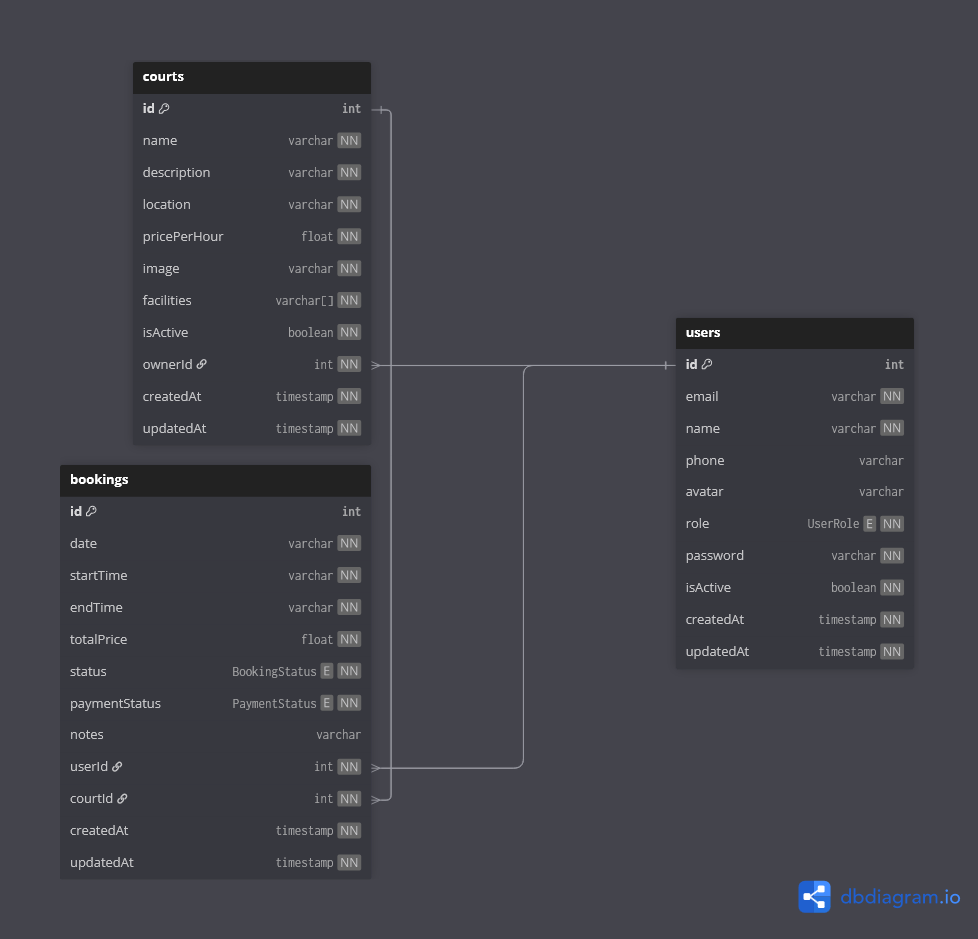 courts
id int
name varchar NN
description varchar NN
location varchar NN
pricePerHour float NN
image varchar NN
facilities varchar[] NN
isActive boolean NN
ownerId int NN
createdAt timestamp NN
updatedAt timestamp NN
bookings
id int
date varchar NN
startTime varchar NN
endTime varchar NN
totalPrice float NN
status BookingStatus E NN
paymentStatus PaymentStatus E NN
notes varchar
userId int NN
courtId int NN
createdAt timestamp NN
updatedAt timestamp NN
users
id int
email varchar NN
name varchar NN
phone varchar
avatar varchar
role UserRole E NN
password varchar NN
isActive boolean NN
createdAt timestamp NN
updatedAt timestamp NN
dbdiagram.io